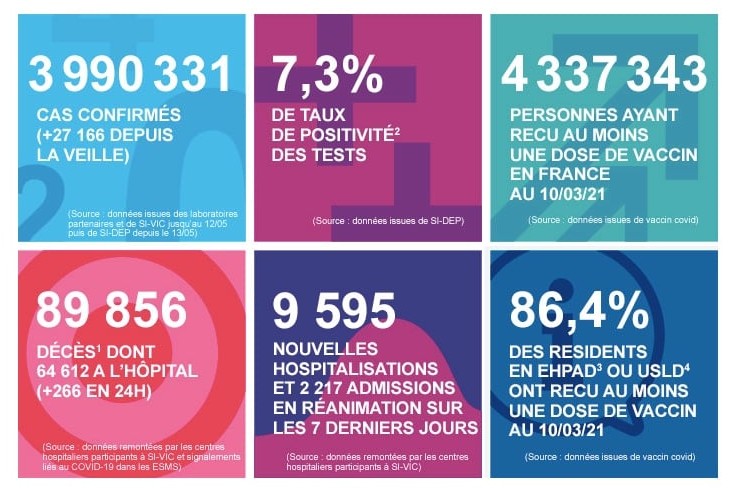 3 990 331
CAS CONFIRMÉS
(+27 166 DEPUIS
LA VEILLE)
(Source : données issues des laboratoires
partenaires et de SI-VIC jusqu'au 12/05
puis de SI-DEP depuis le 13/05)
7,3%
DE TAUX
DE POSITIVITÉ²
DES TESTS
(Source : données issues de SI-DEP)
4 337 343
PERSONNES AYANT
RECU AU MOINS
UNE DOSE DE VACCIN
EN FRANCE
AU 10/03/21
(Source : données issues de vaccin covid)
89 856
DÉCÈS¹ DONT
64 612 A L'HÔPITAL
(+266 EN 24H)
(Source : données remontées par les centres
hospitaliers participants à SI-VIC et signalements
liés au COVID-19 dans les ESMS)
9 595
NOUVELLES
HOSPITALISATIONS
ET 2 217 ADMISSIONS
EN RÉANIMATION SUR
LES 7 DERNIERS JOURS
(Source : données remontées par les centres
hospitaliers participants à SI-VIC)
86,4%
DES RESIDENTS
EN EHPAD³ OU USLD⁴
ONT RECU AU MOINS
UNE DOSE DE VACCIN
AU 10/03/21
(Source : données issues de vaccin covid)